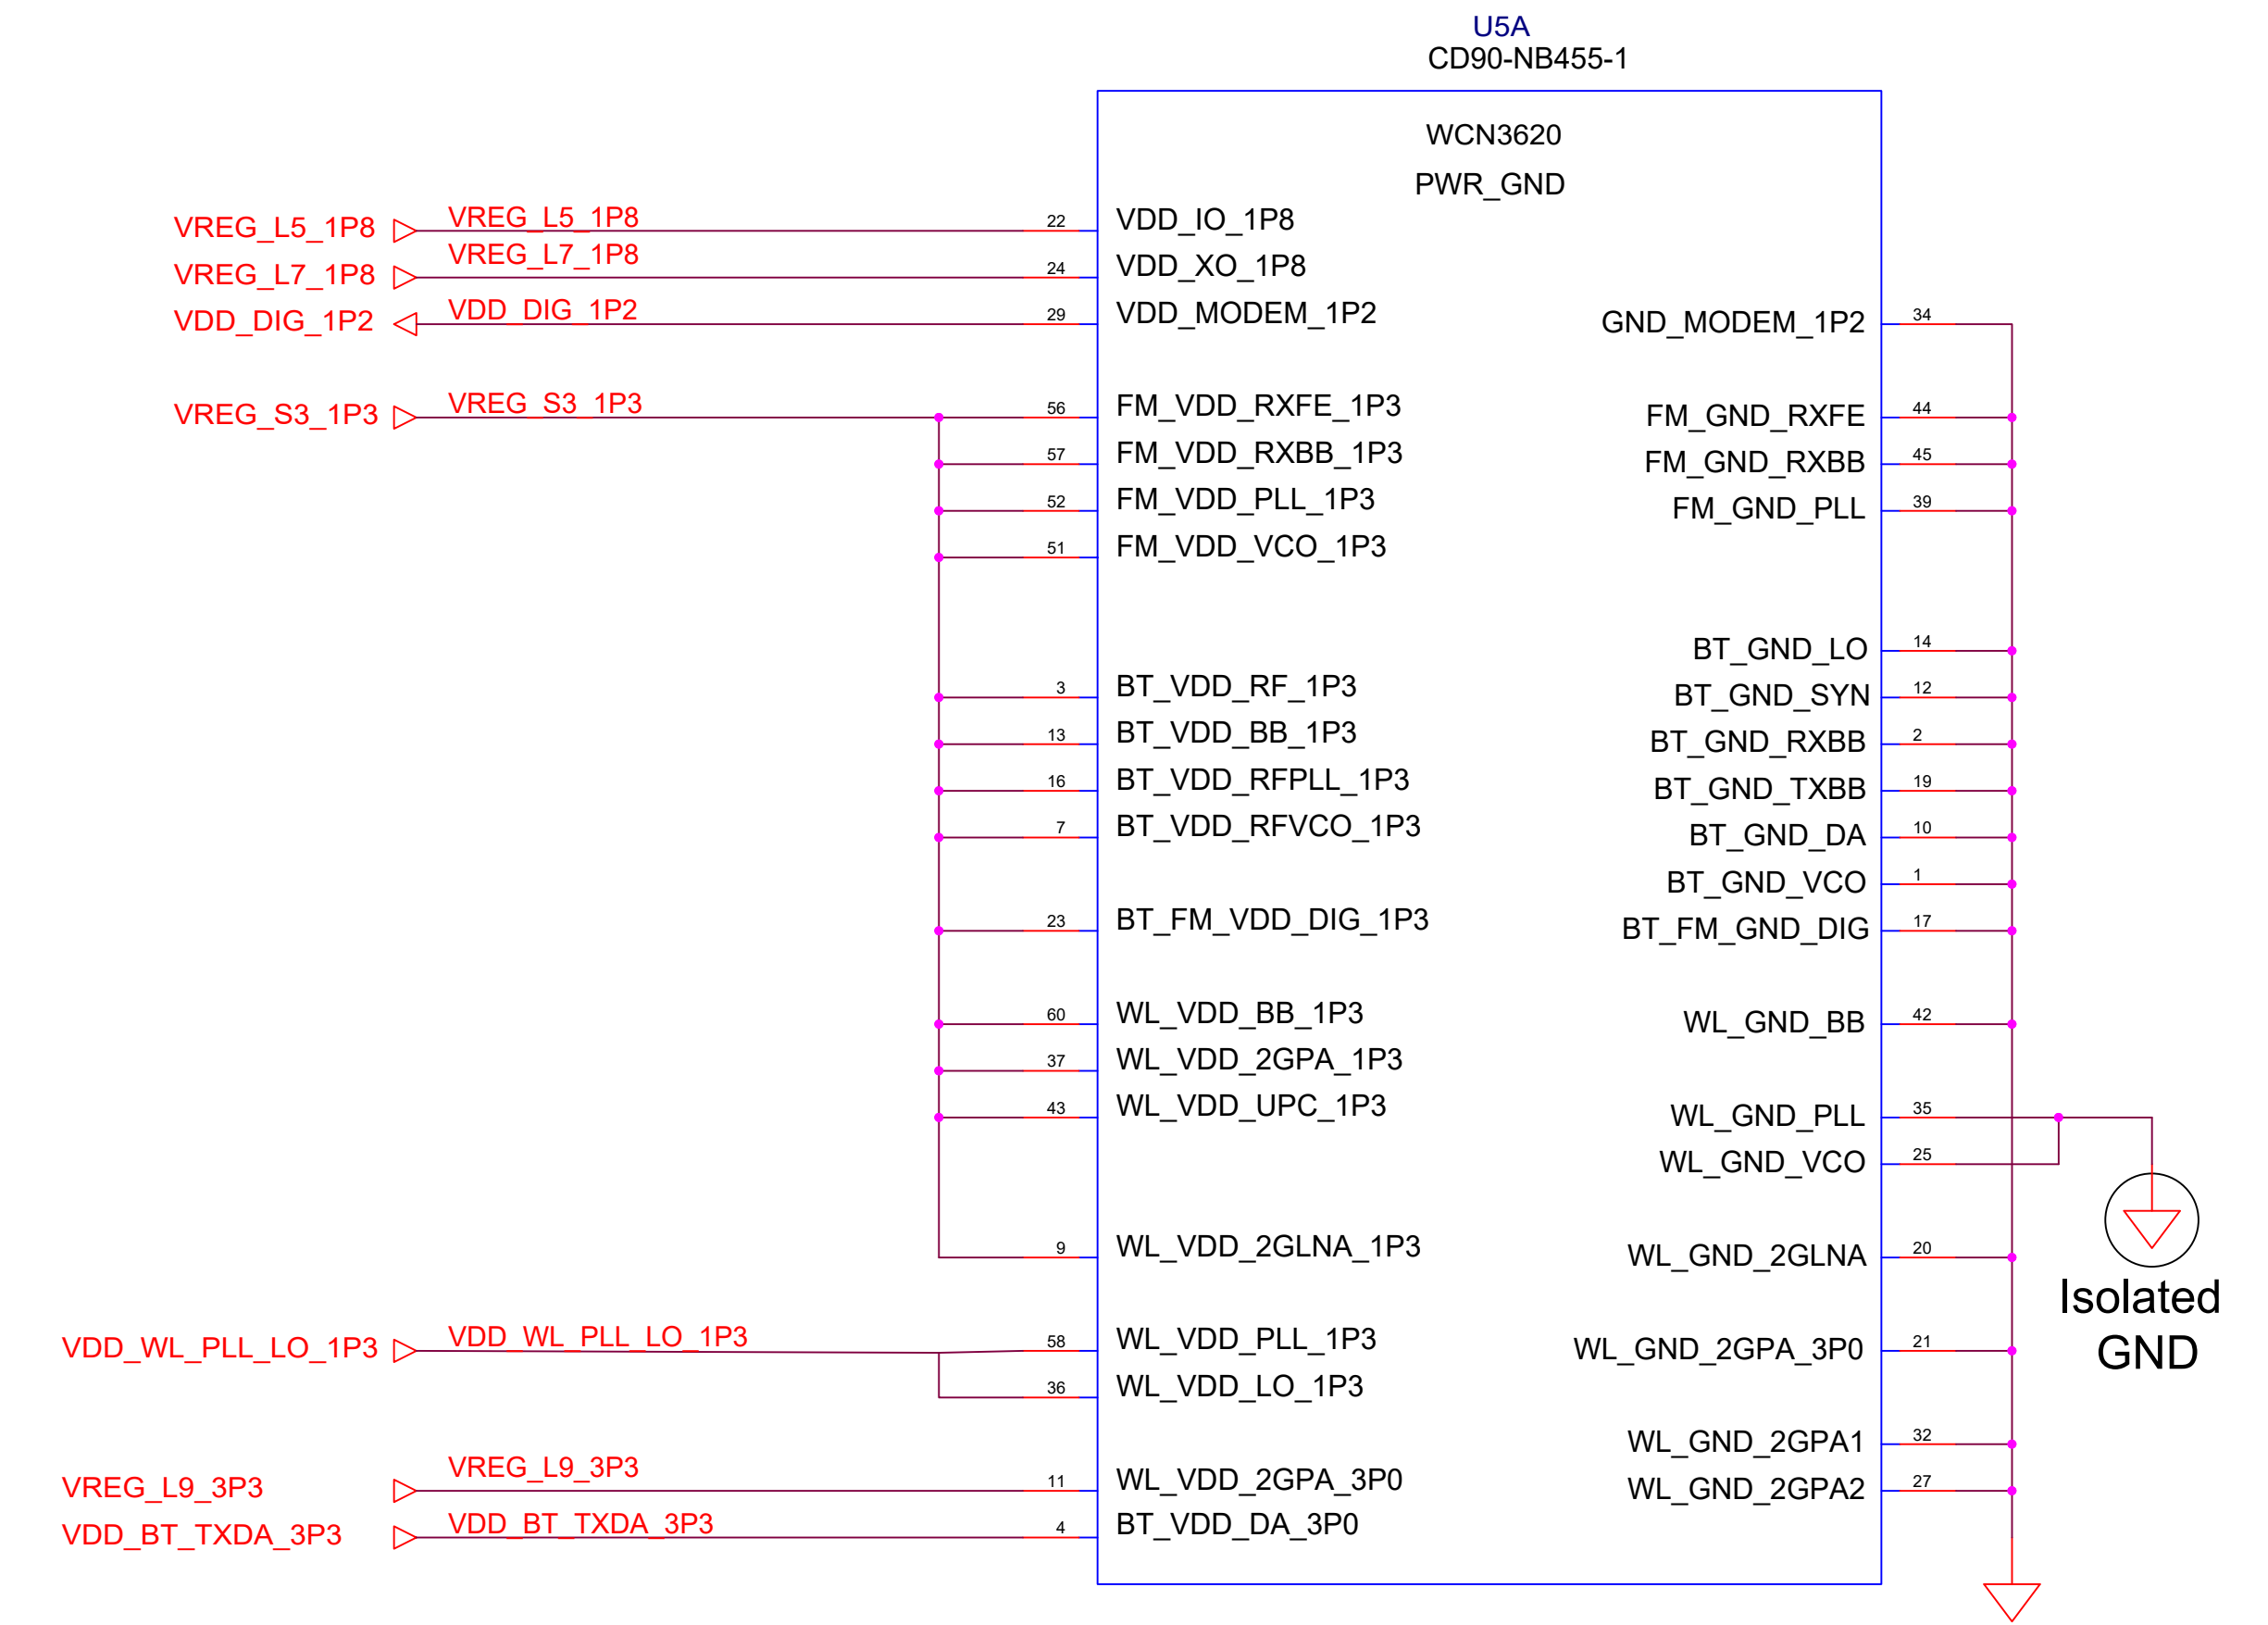 U5A
CD90-NB455-1
WCN3620
PWR_GND
VREG_L5_1P8 VREG_L5_1P8 22 VDD_IO_1P8
VREG_L7_1P8 VREG_L7_1P8 24 VDD_XO_1P8
VDD_DIG_1P2 VDD_DIG_1P2 29 VDD_MODEM_1P2 GND_MODEM_1P2 34
VREG_S3_1P3 VREG_S3_1P3 56 FM_VDD_RXFE_1P3 FM_GND_RXFE 44
57 FM_VDD_RXBB_1P3 FM_GND_RXBB 45
52 FM_VDD_PLL_1P3 FM_GND_PLL 39
51 FM_VDD_VCO_1P3
BT_GND_LO 14
3 BT_VDD_RF_1P3 BT_GND_SYN 12
13 BT_VDD_BB_1P3 BT_GND_RXBB 2
16 BT_VDD_RFPLL_1P3 BT_GND_TXBB 19
7 BT_VDD_RFVCO_1P3 BT_GND_DA 10
BT_GND_VCO 1
23 BT_FM_VDD_DIG_1P3 BT_FM_GND_DIG 17
60 WL_VDD_BB_1P3 WL_GND_BB 42
37 WL_VDD_2GPA_1P3
43 WL_VDD_UPC_1P3 WL_GND_PLL 35
WL_GND_VCO 25
9 WL_VDD_2GLNA_1P3 WL_GND_2GLNA 20
Isolated
GND
VDD_WL_PLL_LO_1P3 VDD_WL_PLL_LO_1P3 58 WL_VDD_PLL_1P3 WL_GND_2GPA_3P0 21
36 WL_VDD_LO_1P3
WL_GND_2GPA1 32
VREG_L9_3P3 VREG_L9_3P3 11 WL_VDD_2GPA_3P0 WL_GND_2GPA2 27
VDD_BT_TXDA_3P3 VDD_BT_TXDA_3P3 4 BT_VDD_DA_3P0